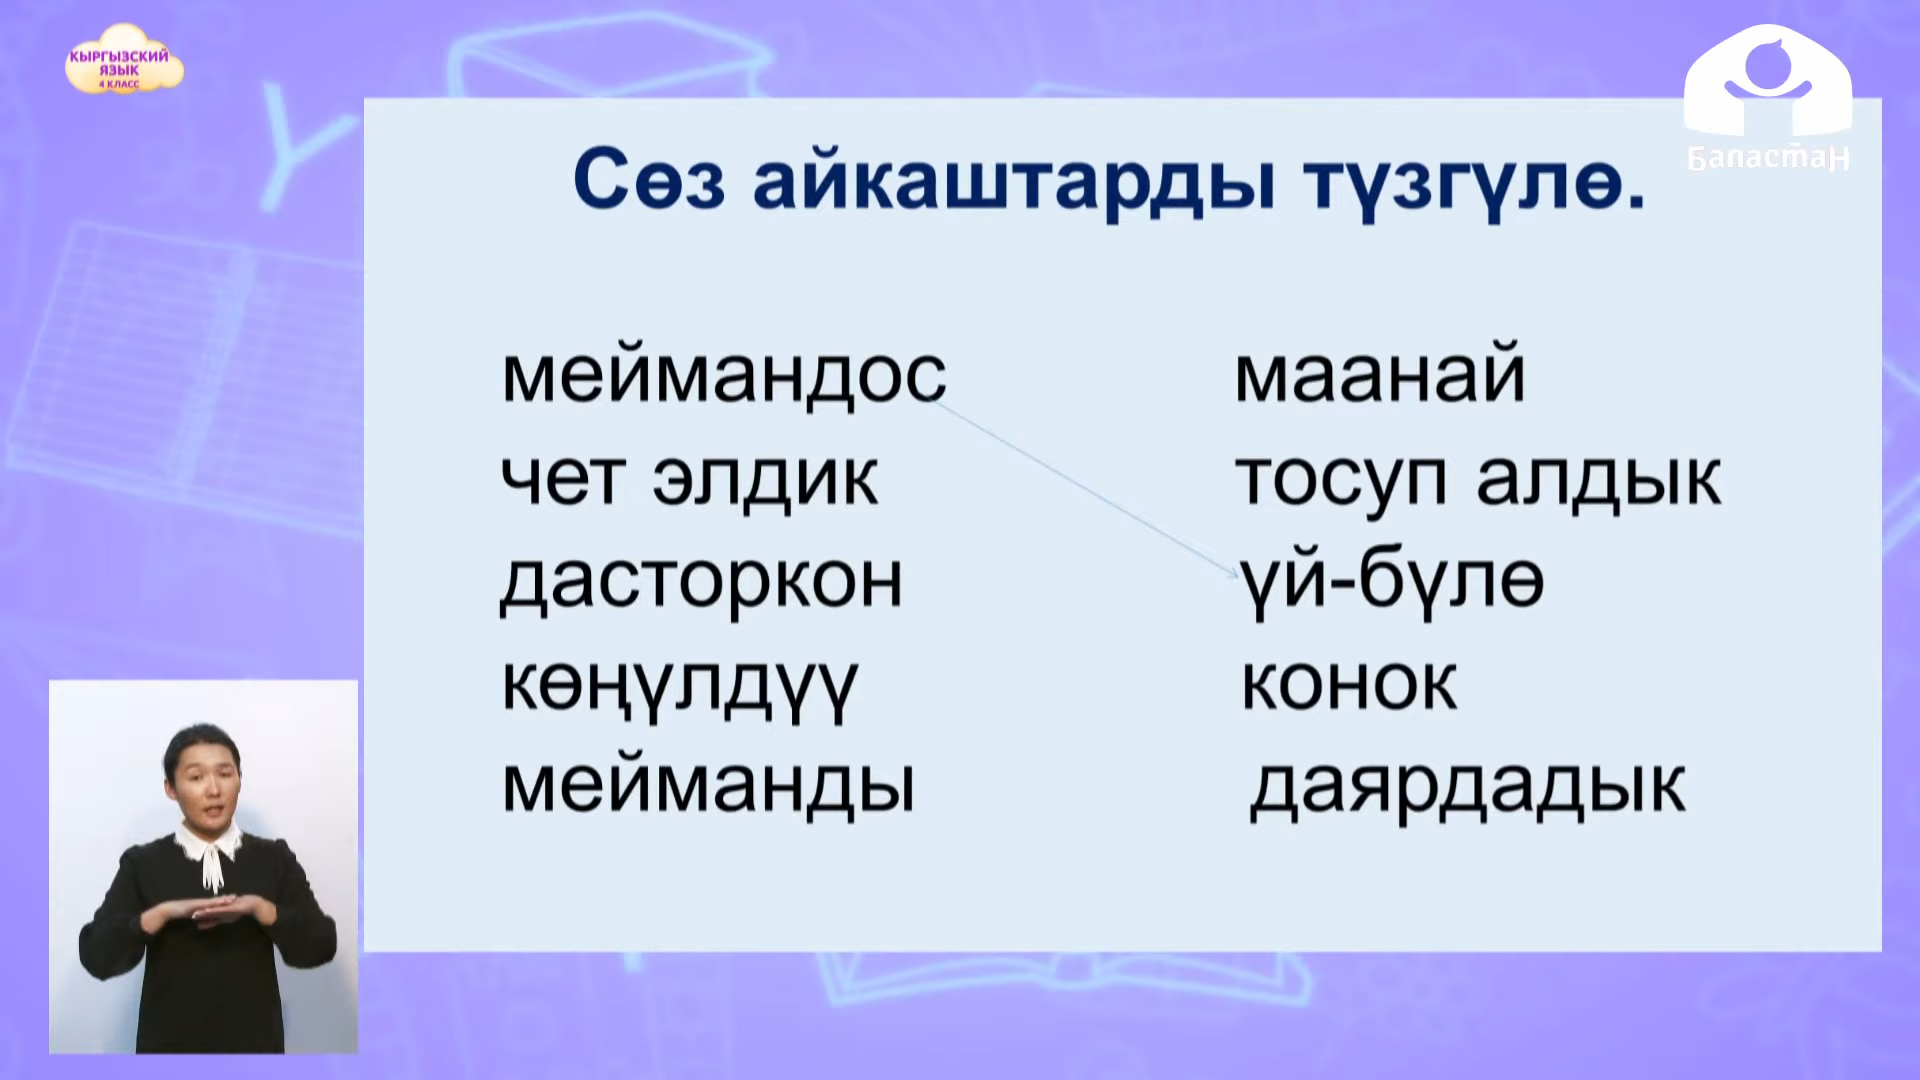 КЫРГЫЗСКИЙ
ЯЗЫК
4 КЛАСС
Баластан
Сөз айкаштарды түзгүлө.
меймандос маанай
чет элдик тосуп алдык
дасторкон үй-бүлө
көңүлдүү конок
мейманды даярдадык